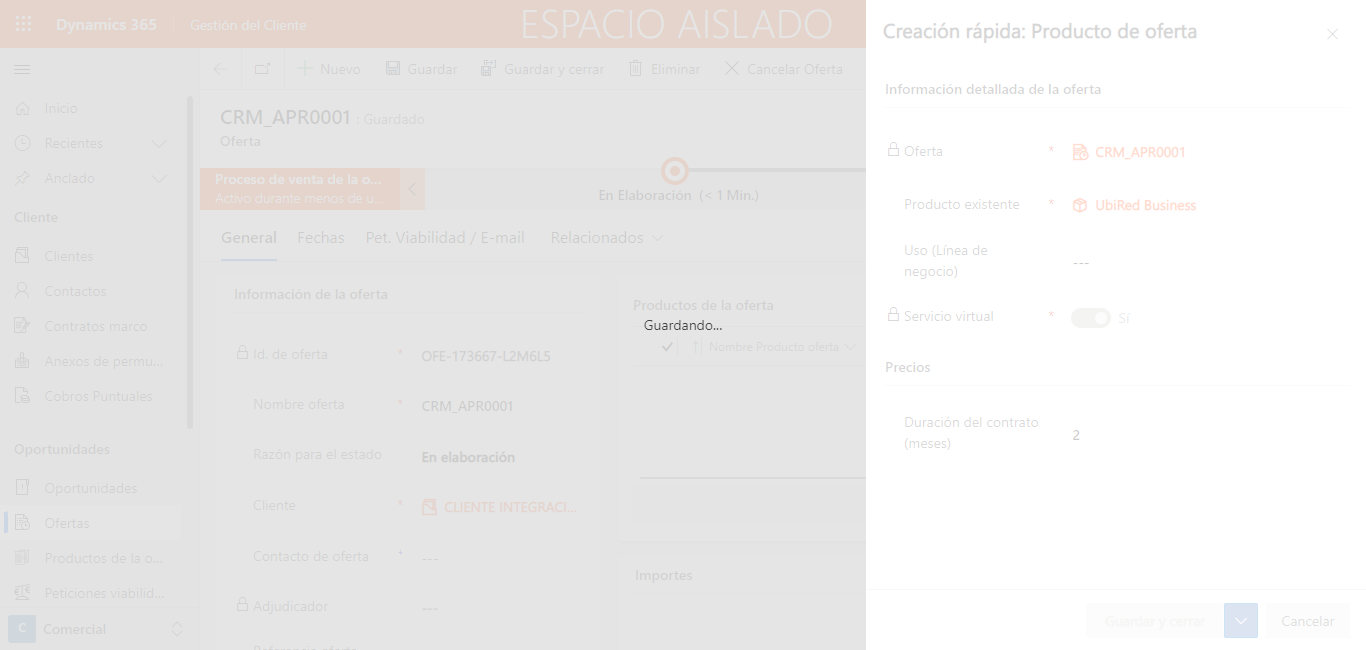 Dynamics 365
Gestión del Cliente
ESPACIO AISLADO
Nuevo
Guardar
Guardar y cerrar
Eliminar
Cancelar Oferta
Inicio
Recientes
Anclado
Cliente
Clientes
Contactos
Contratos marco
Anexos de permu...
Cobros Puntuales
Oportunidades
Oportunidades
Ofertas
Productos de la o...
Peticiones viabilid...
C Comercial
CRM_APR0001 : Guardado
Oferta
Proceso de venta de la o...
Activo durante menos de u...
En Elaboración (< 1 Min.)
General
Fechas
Pet. Viabilidad / E-mail
Relacionados
Información de la oferta
Id. de oferta * OFE-173667-L2M6L5
Nombre oferta * CRM_APR0001
Razón para el estado En elaboración
Cliente * CLIENTE INTEGRACI...
Contacto de oferta + ---
Adjudicador ---
Referencia oferta
Productos de la oferta
Guardando...
Nombre Producto oferta
Importes
Creación rápida: Producto de oferta
Información detallada de la oferta
Oferta * CRM_APR0001
Producto existente * UbiRed Business
Uso (Línea de
negocio) ---
Servicio virtual * Sí
Precios
Duración del contrato
(meses) 2
Guardar y cerrar
Cancelar